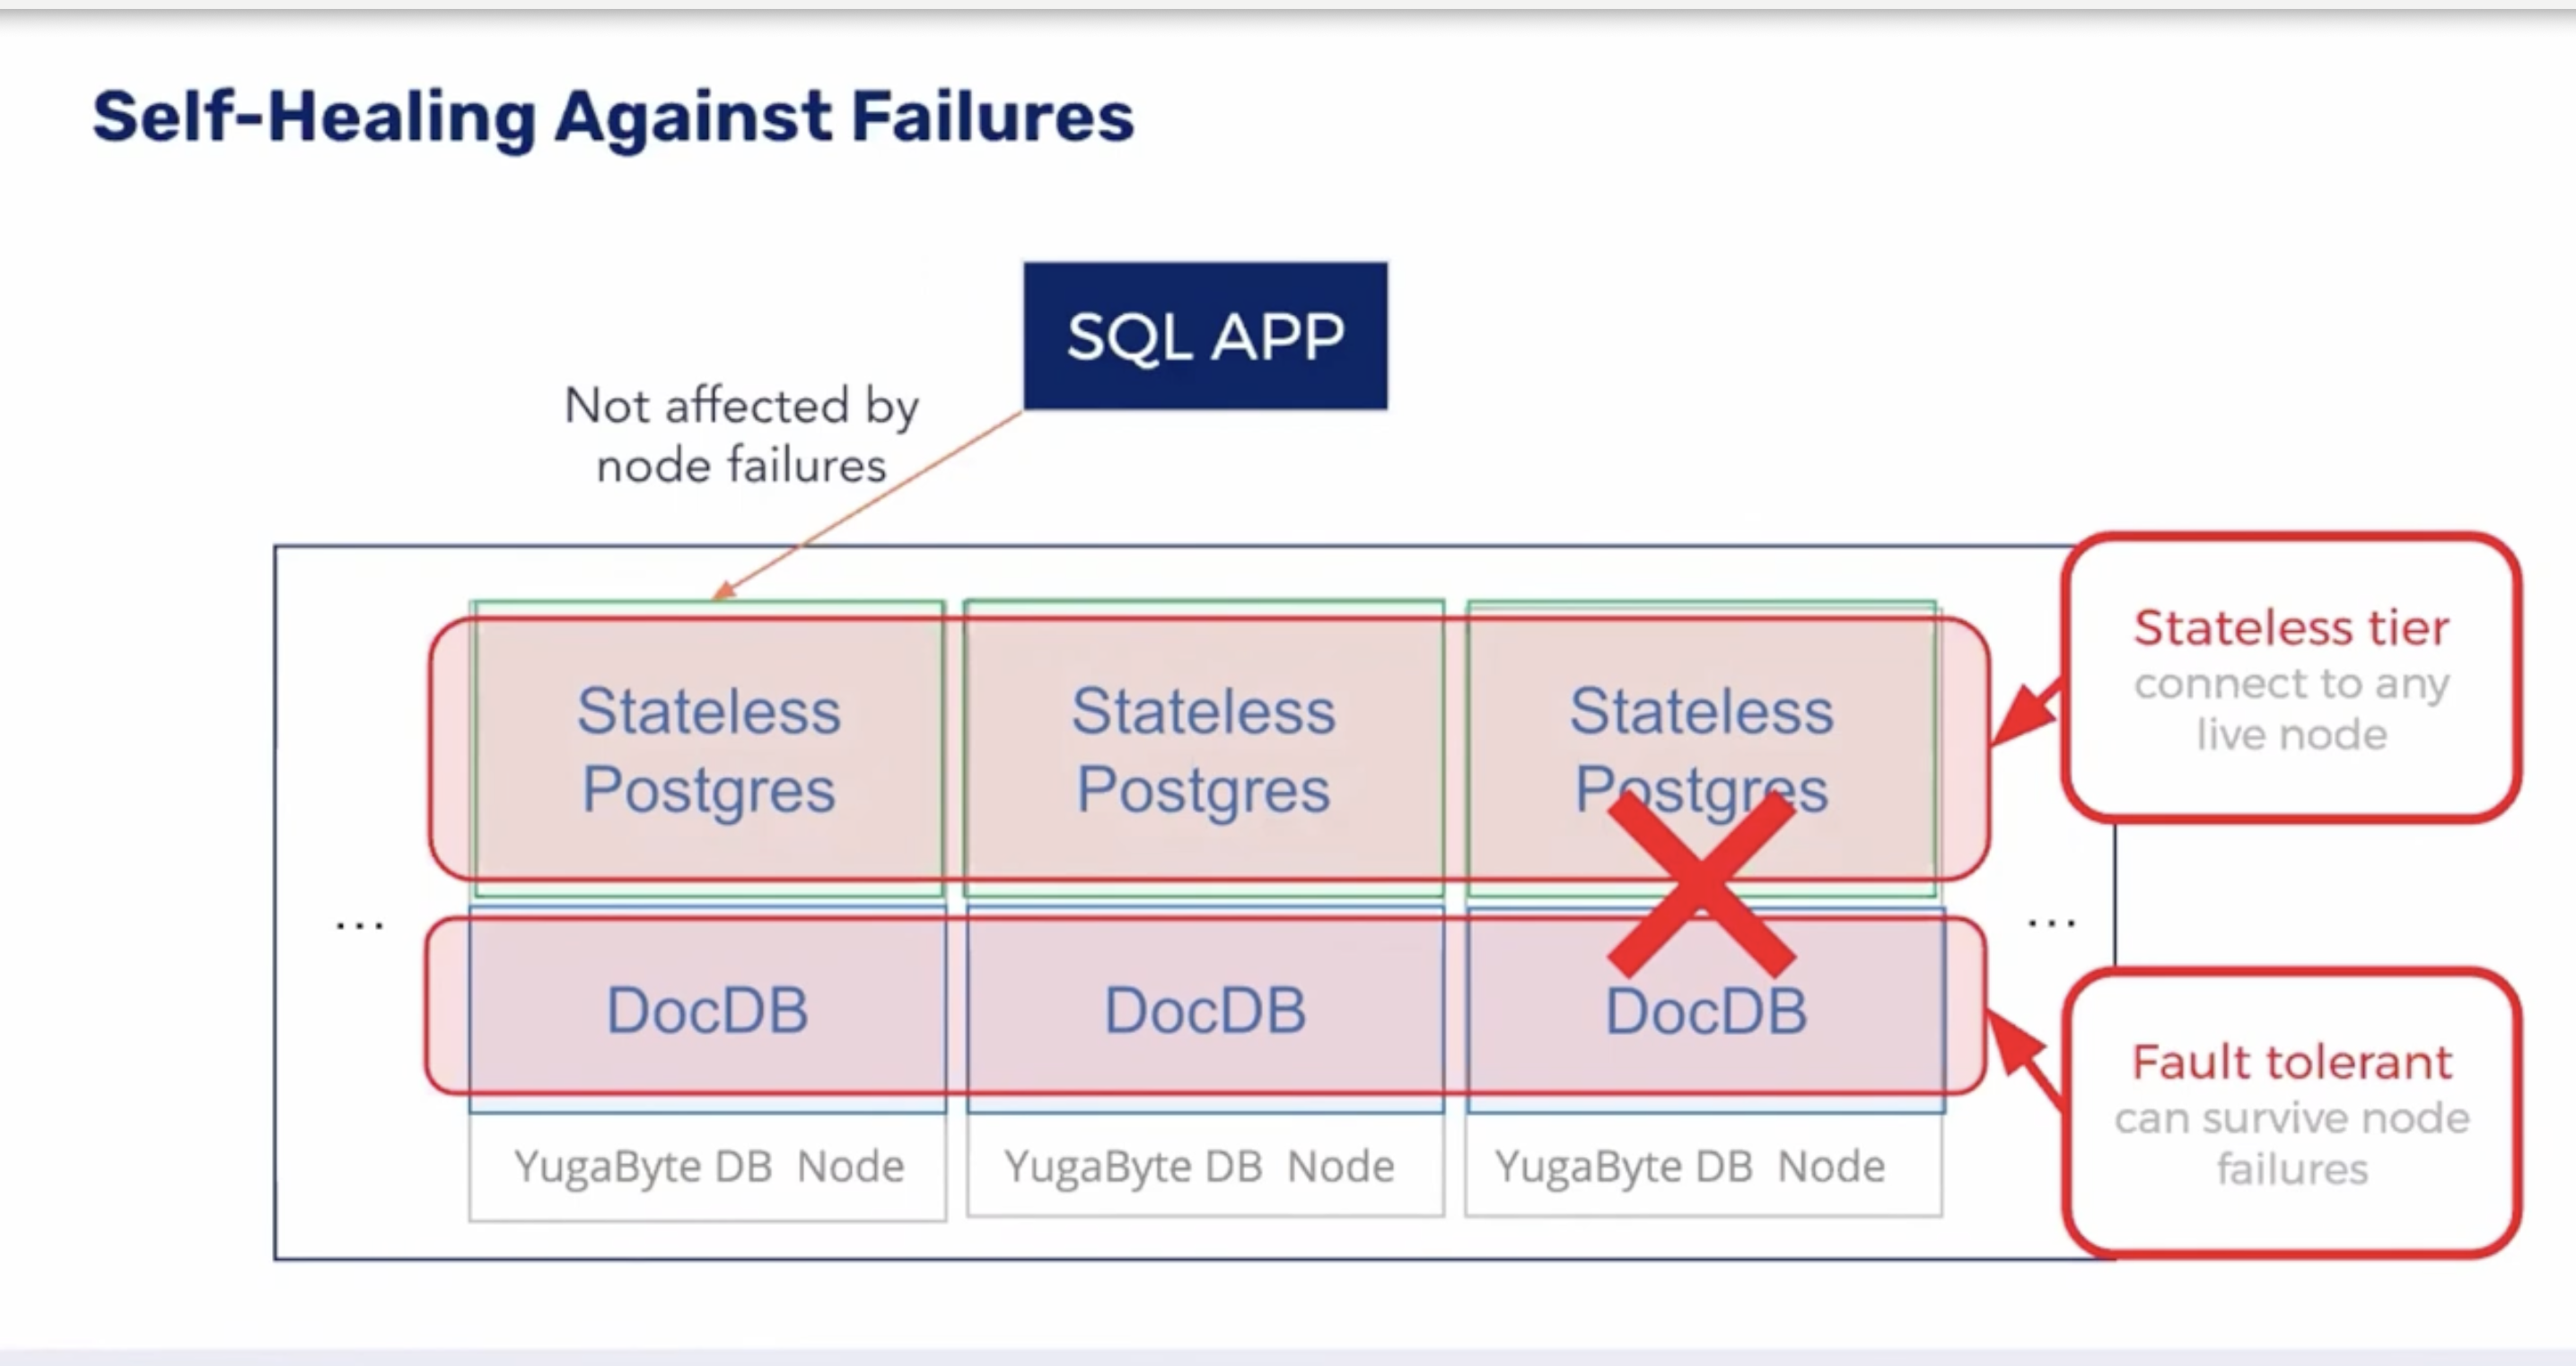 Self-Healing Against Failures
SQL APP
Not affected by
node failures
Stateless
Postgres
Stateless
Postgres
Stateless
Postgres
Stateless tier
connect to any
live node
...
...
DocDB
DocDB
DocDB
Fault tolerant
can survive node
failures
YugaByte DB Node
YugaByte DB Node
YugaByte DB Node